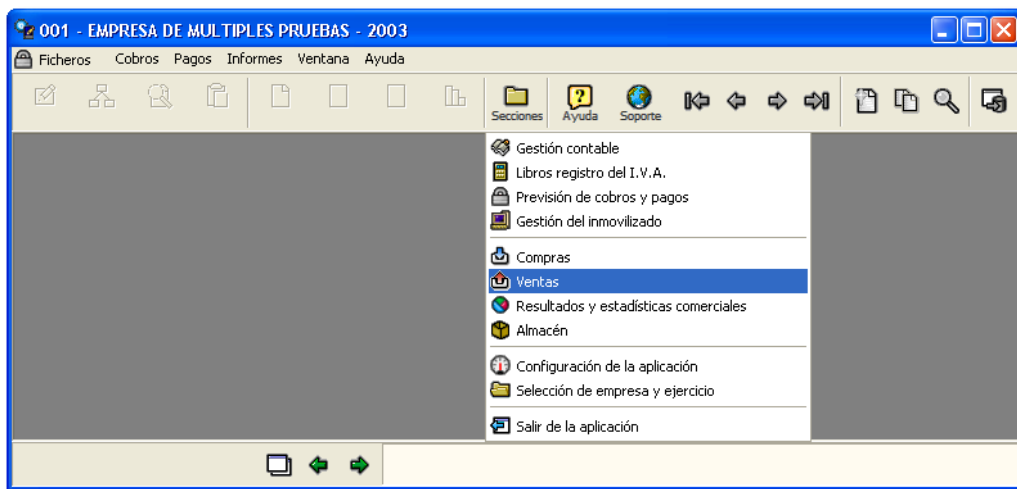 001 - EMPRESA DE MULTIPLES PRUEBAS - 2003
Ficheros Cobros Pagos Informes Ventana Ayuda
Secciones Ayuda Soporte
Gestión contable
Libros registro del I.V.A.
Previsión de cobros y pagos
Gestión del inmovilizado
Compras
Ventas
Resultados y estadísticas comerciales
Almacén
Configuración de la aplicación
Selección de empresa y ejercicio
Salir de la aplicación